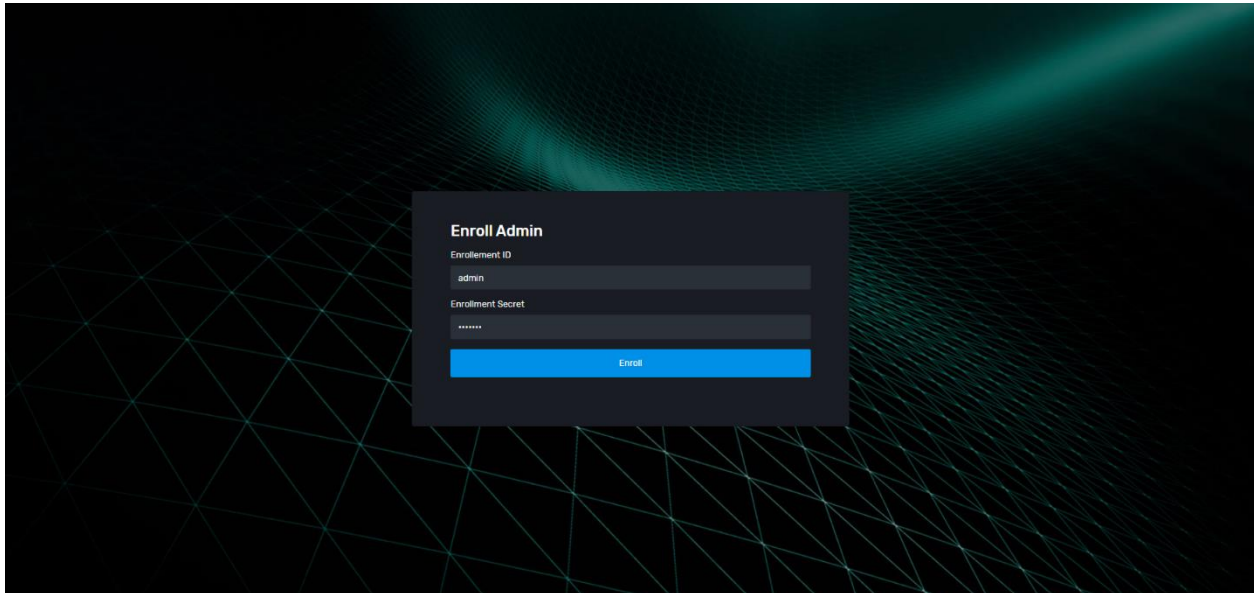 Enroll Admin
Enrollement ID
admin
Enrollment Secret
•••••••
Enroll